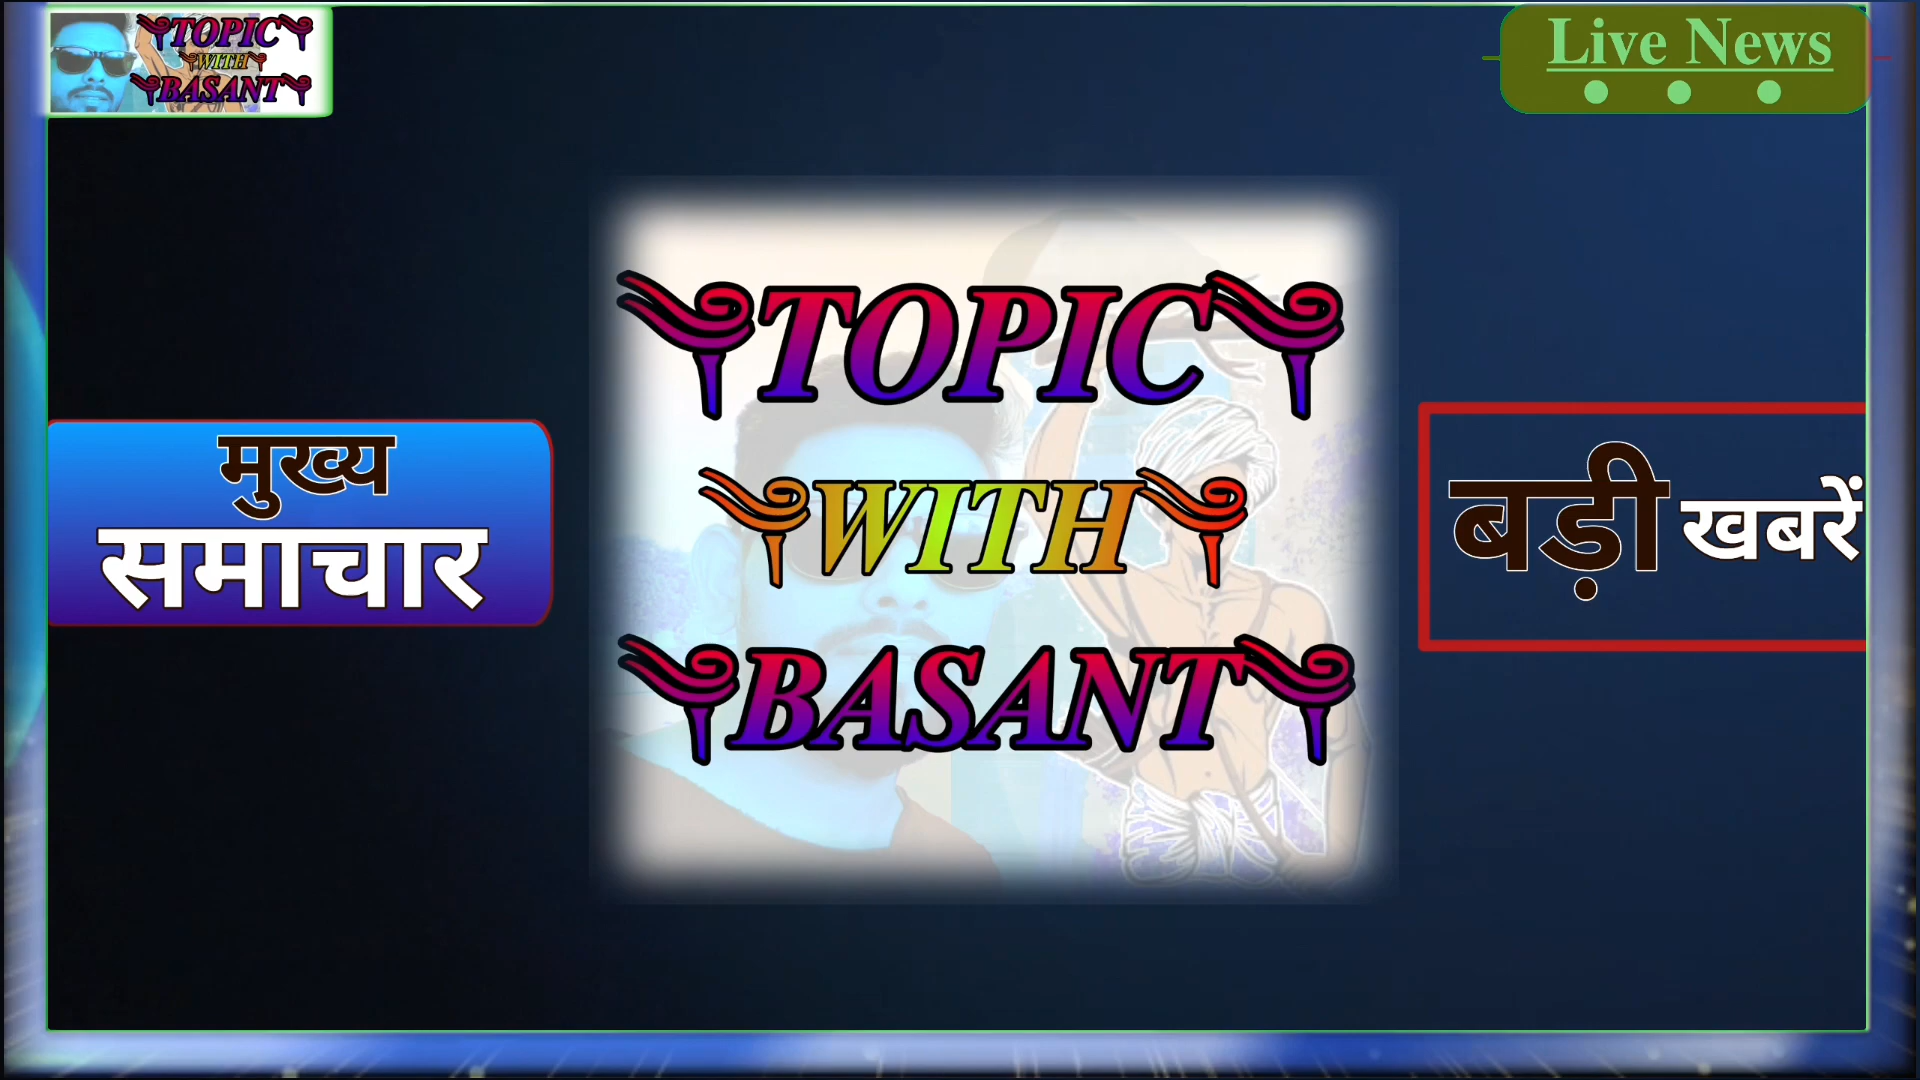 TOPIC
WITH
BASANT
Live News
TOPIC
WITH
BASANT
मुख्य
समाचार
बड़ी खबरें